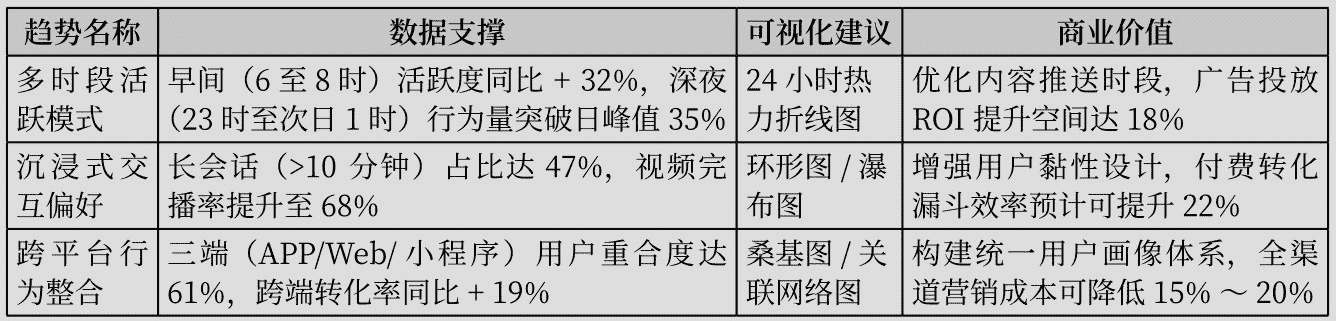 趋势名称 数据支撑 可视化建议 商业价值
多时段活跃模式 早间（6 至 8 时）活跃度同比 + 32%，深夜（23 时至次日 1 时）行为量突破日峰值 35% 24 小时热力折线图 优化内容推送时段，广告投放 ROI 提升空间达 18%
沉浸式交互偏好 长会话（>10 分钟）占比达 47%，视频完播率提升至 68% 环形图 / 瀑布图 增强用户黏性设计，付费转化漏斗效率预计可提升 22%
跨平台行为整合 三端（APP/Web/ 小程序）用户重合度达 61%，跨端转化率同比 + 19% 桑基图 / 关联网络图 构建统一用户画像体系，全渠道营销成本可降低 15% ～ 20%